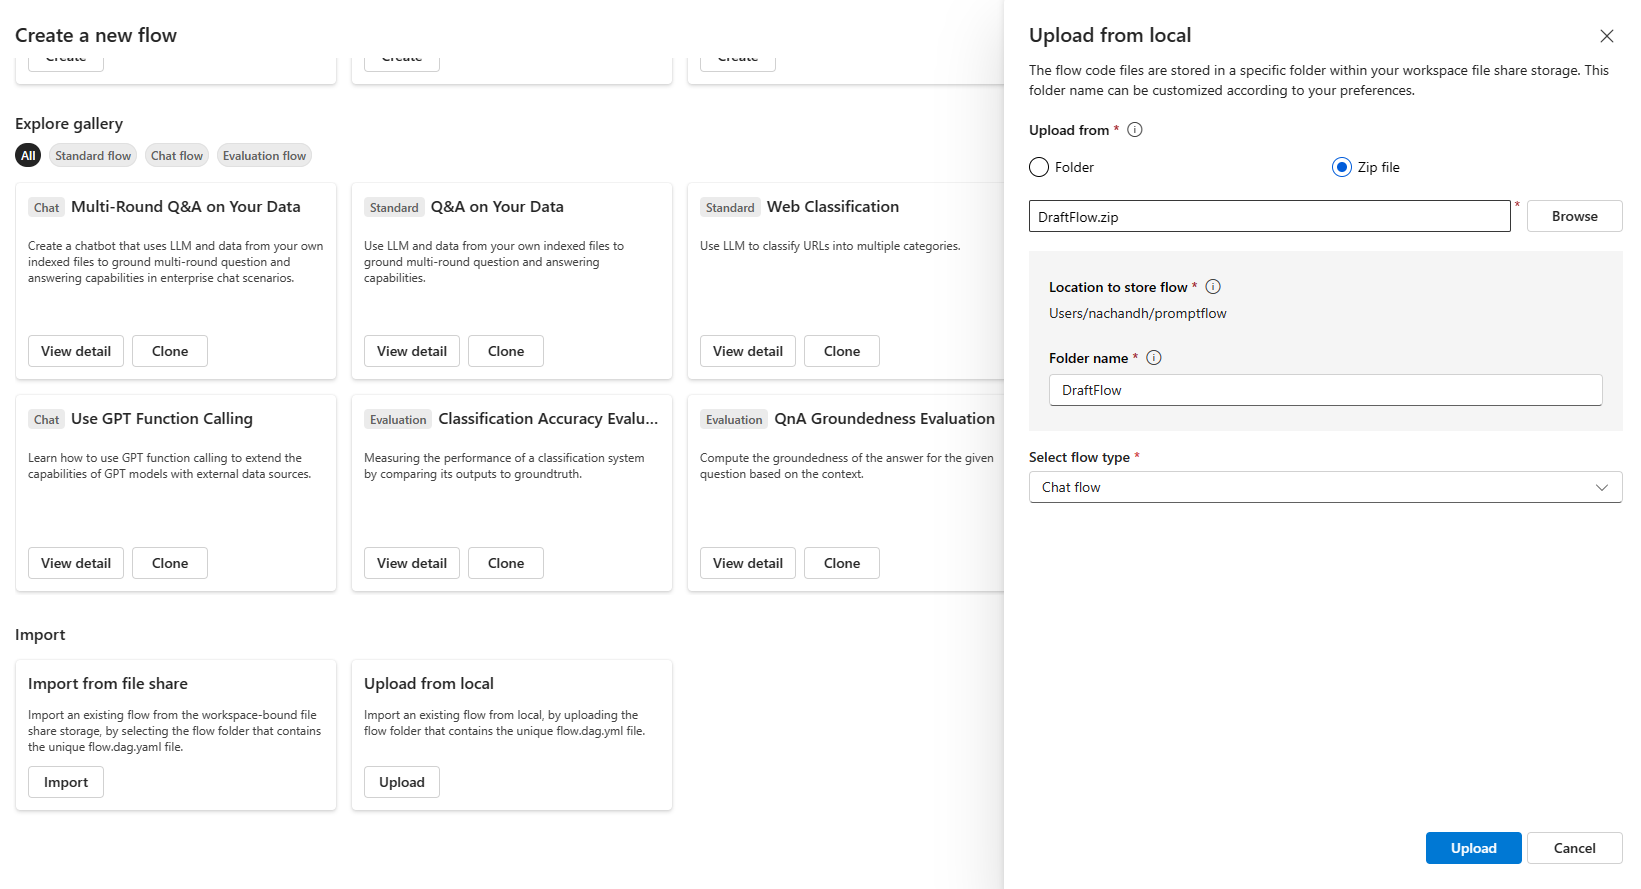 Create a new flow
Create
Create
Create
Explore gallery
All
Standard flow
Chat flow
Evaluation flow
Chat
Multi-Round Q&A on Your Data
Create a chatbot that uses LLM and data from your own
indexed files to ground multi-round question and
answering capabilities in enterprise chat scenarios.
View detail
Clone
Standard
Q&A on Your Data
Use LLM and data from your own indexed files to
ground multi-round question and answering
capabilities.
View detail
Clone
Standard
Web Classification
Use LLM to classify URLs into multiple categories.
View detail
Clone
Chat
Use GPT Function Calling
Learn how to use GPT function calling to extend the
capabilities of GPT models with external data sources.
View detail
Clone
Evaluation
Classification Accuracy Evalu...
Measuring the performance of a classification system
by comparing its outputs to groundtruth.
View detail
Clone
Evaluation
QnA Groundedness Evaluation
Compute the groundedness of the answer for the given
question based on the context.
View detail
Clone
Import
Import from file share
Import an existing flow from the workspace-bound file
share storage, by selecting the flow folder that contains
the unique flow.dag.yaml file.
Import
Upload from local
Import an existing flow from local, by uploading the
flow folder that contains the unique flow.dag.yml file.
Upload
Upload from local
The flow code files are stored in a specific folder within your workspace file share storage. This
folder name can be customized according to your preferences.
Upload from *
Folder
Zip file
DraftFlow.zip
*
Browse
Location to store flow *
Users/nachandh/promptflow
Folder name *
DraftFlow
Select flow type *
Chat flow
Upload
Cancel